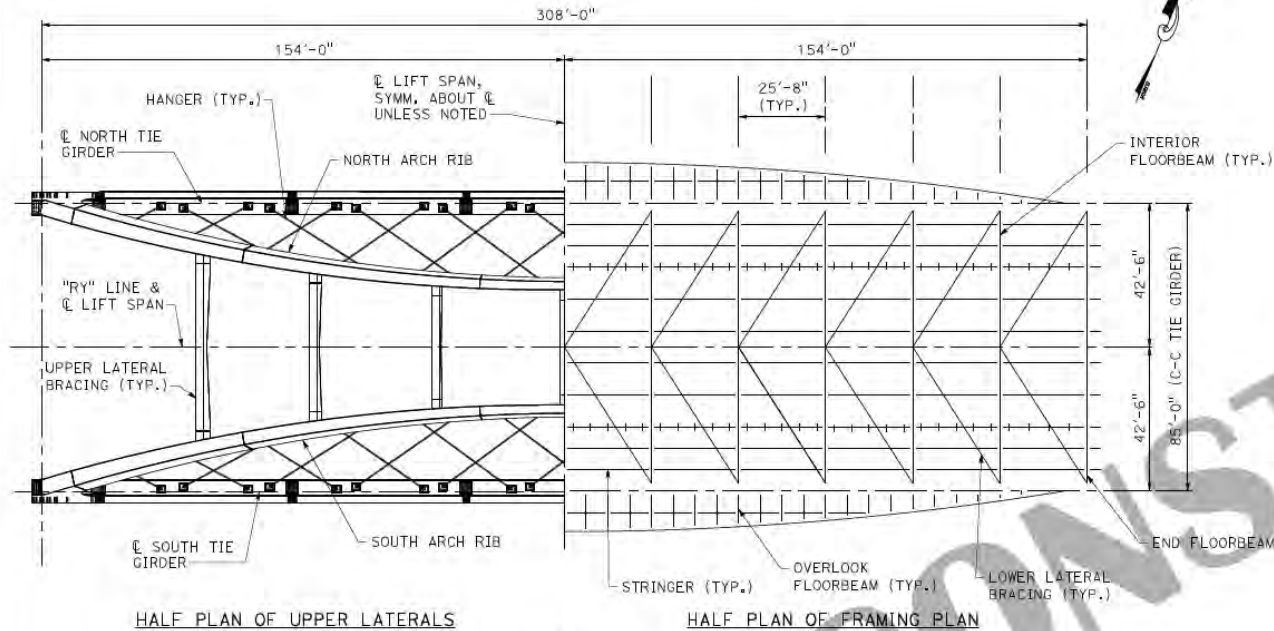 308'-0"
154'-0"
154'-0"
℄ LIFT SPAN,
SYMM. ABOUT ℄
UNLESS NOTED
25'-8"
(TYP.)
HANGER (TYP.)
℄ NORTH TIE
GIRDER
NORTH ARCH RIB
INTERIOR
FLOORBEAM (TYP.)
"RY" LINE &
℄ LIFT SPAN
42'-6"
42'-6"
85'-0" (C-C TIE GIRDER)
UPPER LATERAL
BRACING (TYP.)
℄ SOUTH TIE
GIRDER
SOUTH ARCH RIB
STRINGER (TYP.)
OVERLOOK
FLOORBEAM (TYP.)
LOWER LATERAL
BRACING (TYP.)
END FLOORBEAM
HALF PLAN OF UPPER LATERALS
HALF PLAN OF FRAMING PLAN